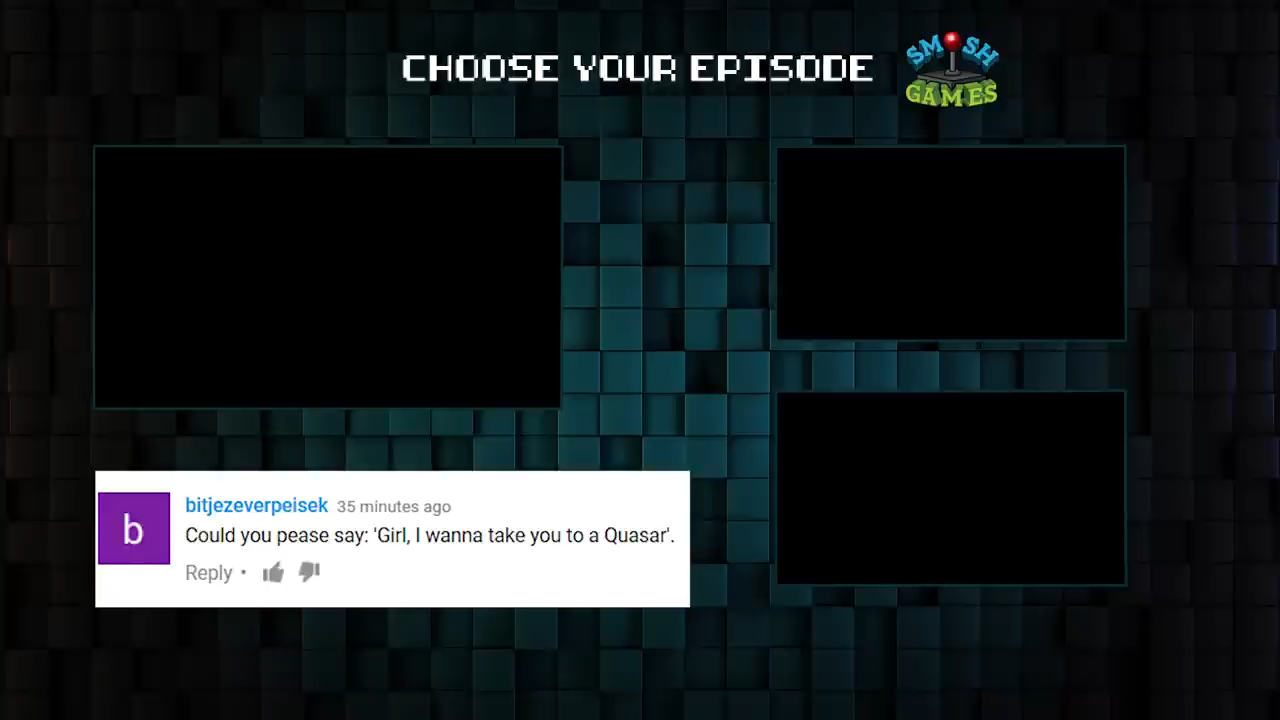 CHOOSE YOUR EPISODE
SMOSH
GAMES
b
bitjezeverpeisek 35 minutes ago
Could you pease say: 'Girl, I wanna take you to a Quasar'.
Reply •